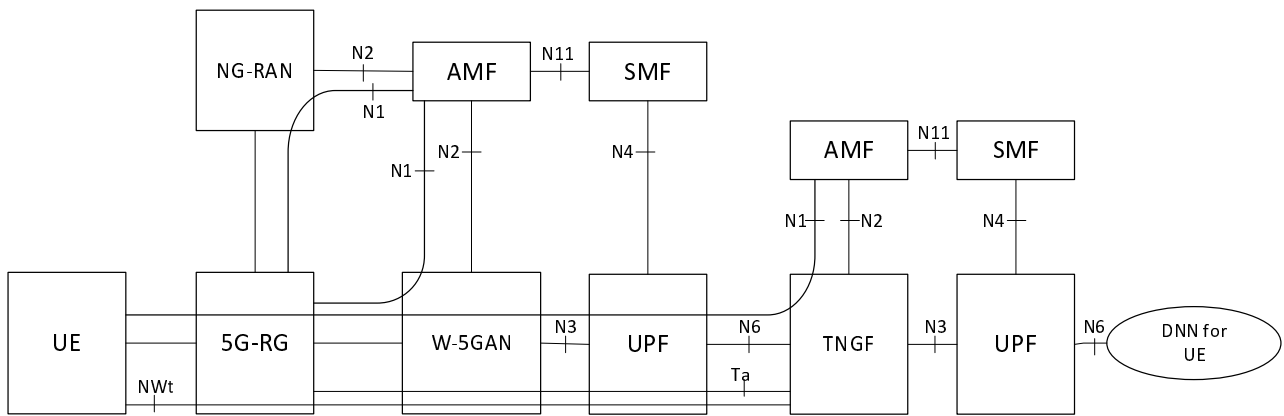 N2
NG-RAN
AMF
N11
SMF
N1
N2
N4
N1
AMF
N11
SMF
N1
N2
N4
UE
5G-RG
W-5GAN
N3
UPF
N6
TNGF
N3
UPF
N6
DNN for
UE
NWt
Ta